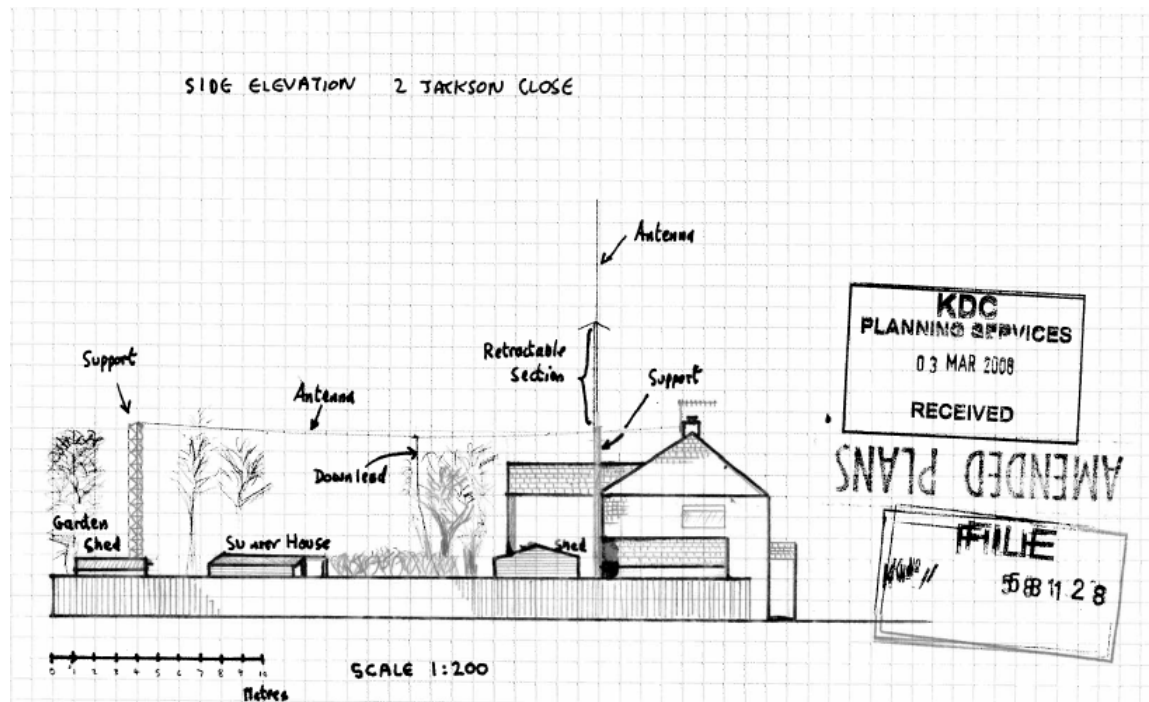 SIDE ELEVATION 2 JACKSON CLOSE
Antenna
Support
Retractable
Section
Support
Antenna
Downlead
Garden
Shed
Summer House
Shed
KDC
PLANNING SERVICES
03 MAR 2008
RECEIVED
AMENDED PLANS
FILE
0 1 2 3 4 5 6 7 8 9 10
Metres
SCALE 1:200